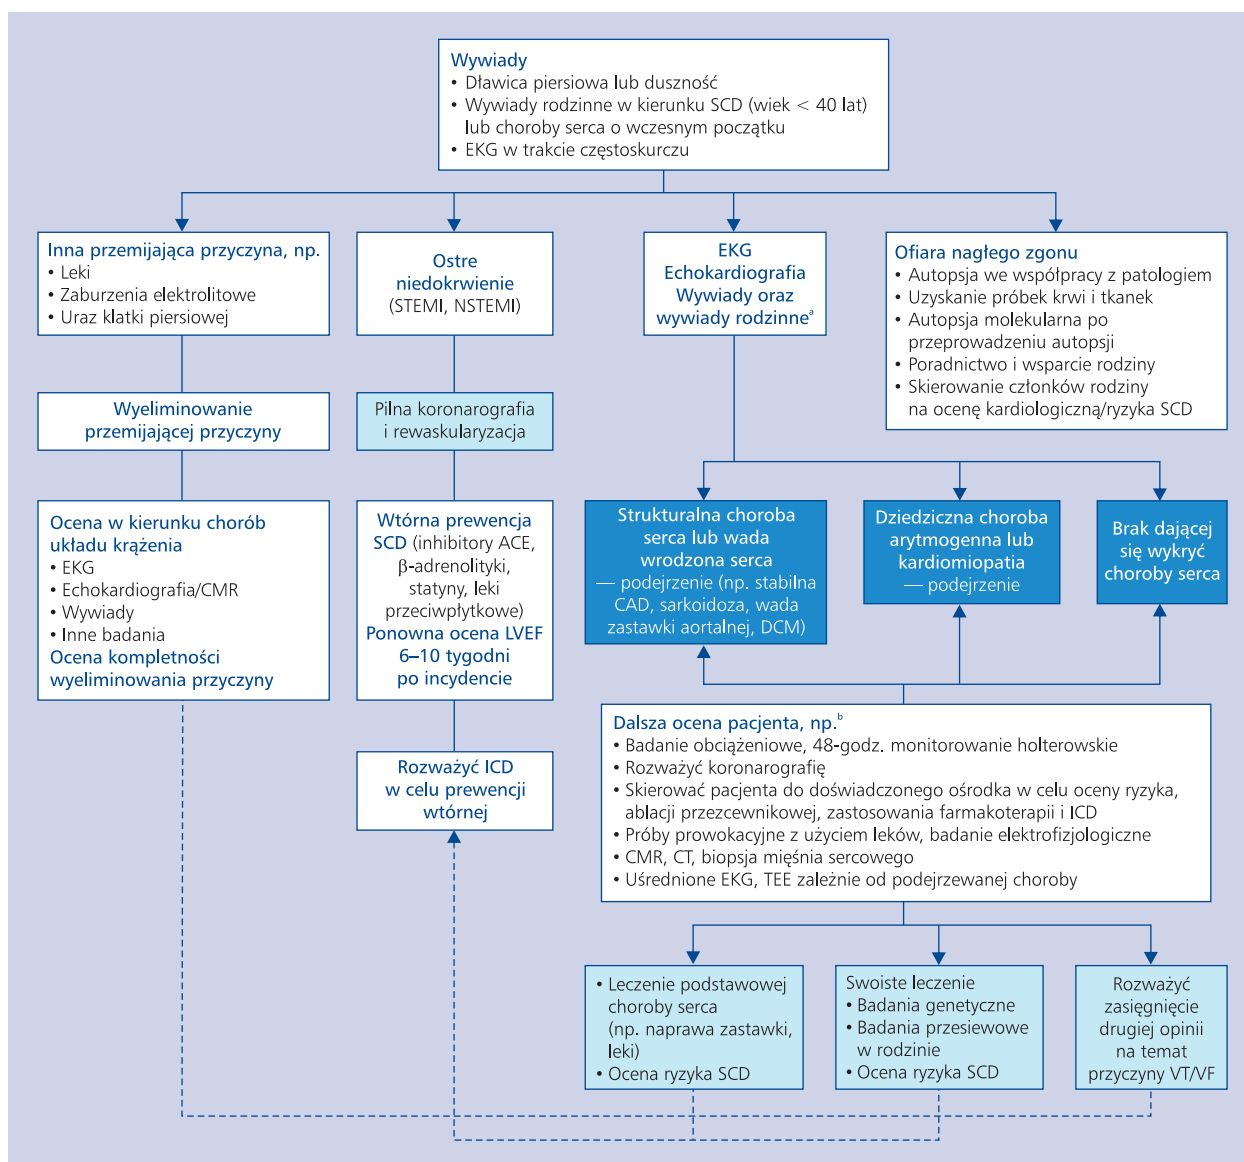 Wywiady
• Dławica piersiowa lub duszność
• Wywiady rodzinne w kierunku SCD (wiek < 40 lat)
lub choroby serca o wczesnym początku
• EKG w trakcie częstoskurczu
Inna przemijająca przyczyna, np.
• Leki
• Zaburzenia elektrolitowe
• Uraz klatki piersiowej
Ostre
niedokrwienie
(STEMI, NSTEMI)
EKG
Echokardiografia
Wywiady oraz
wywiady rodzinneᵃ
Ofiara nagłego zgonu
• Autopsja we współpracy z patologiem
• Uzyskanie próbek krwi i tkanek
• Autopsja molekularna po
przeprowadzeniu autopsji
• Poradnictwo i wsparcie rodziny
• Skierowanie członków rodziny
na ocenę kardiologiczną/ryzyka SCD
Wyeliminowanie
przemijającej przyczyny
Pilna koronarografia
i rewaskularyzacja
Ocena w kierunku chorób
układu krążenia
• EKG
• Echokardiografia/CMR
• Wywiady
• Inne badania
Ocena kompletności
wyeliminowania przyczyny
Wtórna prewencja
SCD (inhibitory ACE,
β-adrenolityki,
statyny, leki
przeciwpłytkowe)
Ponowna ocena LVEF
6–10 tygodni
po incydencie
Strukturalna choroba
serca lub wada
wrodzona serca
— podejrzenie (np. stabilna
CAD, sarkoidoza, wada
zastawki aortalnej, DCM)
Dziedziczna choroba
arytmogenna lub
kardiomiopatia
— podejrzenie
Brak dającej
się wykryć
choroby serca
Rozważyć ICD
w celu prewencji
wtórnej
Dalsza ocena pacjenta, np.ᵇ
• Badanie obciążeniowe, 48-godz. monitorowanie holterowskie
• Rozważyć koronarografię
• Skierować pacjenta do doświadczonego ośrodka w celu oceny ryzyka,
ablacji przezcewnikowej, zastosowania farmakoterapii i ICD
• Próby prowokacyjne z użyciem leków, badanie elektrofizjologiczne
• CMR, CT, biopsja mięśnia sercowego
• Uśrednione EKG, TEE zależnie od podejrzewanej choroby
• Leczenie podstawowej
choroby serca
(np. naprawa zastawki,
leki)
• Ocena ryzyka SCD
Swoiste leczenie
• Badania genetyczne
• Badania przesiewowe
w rodzinie
• Ocena ryzyka SCD
Rozważyć
zasięgnięcie
drugiej opinii
na temat
przyczyny VT/VF